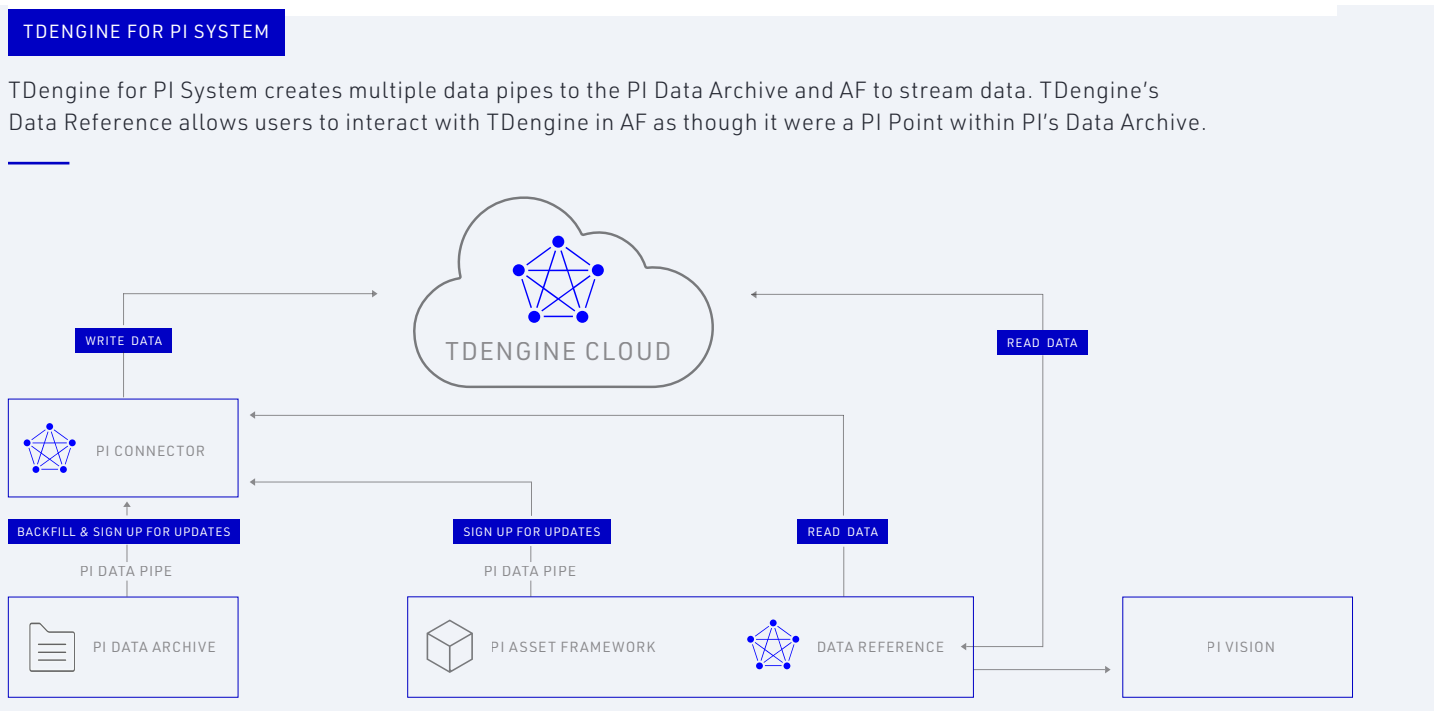 TDENGINE FOR PI SYSTEM
TDengine for PI System creates multiple data pipes to the PI Data Archive and AF to stream data. TDengine's
Data Reference allows users to interact with TDengine in AF as though it were a PI Point within PI's Data Archive.
TDENGINE CLOUD
WRITE DATA
READ DATA
PI CONNECTOR
BACKFILL & SIGN UP FOR UPDATES
SIGN UP FOR UPDATES
READ DATA
PI DATA PIPE
PI DATA PIPE
PI DATA ARCHIVE
PI ASSET FRAMEWORK
DATA REFERENCE
PI VISION